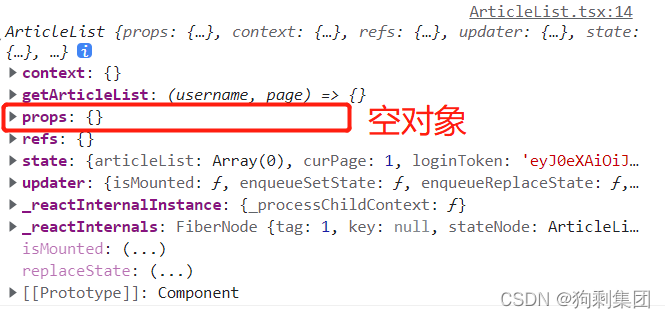 ArticleList.tsx:14
ArticleList {props: {…}, context: {…}, refs: {…}, updater: {…}, state:
{…}, …} i
▶ context: {}
▶ getArticleList: (username, page) => {}
▶ props: {} 空对象
▶ refs: {}
▶ state: {articleList: Array(0), curPage: 1, loginToken: 'eyJ0eXAiOiJ…
▶ updater: {isMounted: ƒ, enqueueSetState: ƒ, enqueueReplaceState: ƒ,…
▶ _reactInternalInstance: {_processChildContext: ƒ}
▶ _reactInternals: FiberNode {tag: 1, key: null, stateNode: ArticleLi…
isMounted: (...)
replaceState: (...)
▶ [[Prototype]]: Component
CSDN @狗剩集团